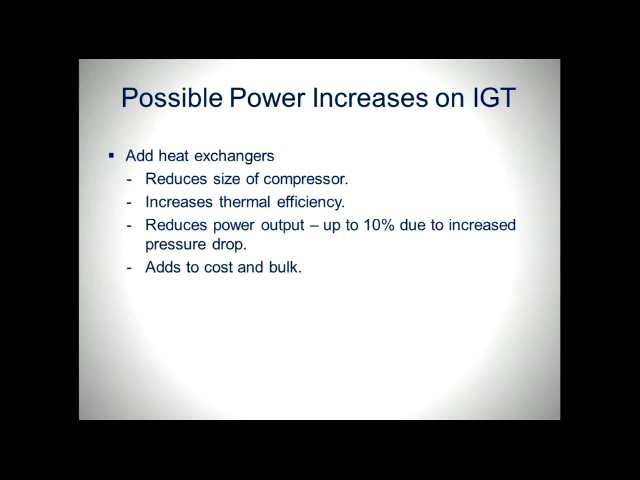 Possible Power Increases on IGT
▪ Add heat exchangers
- Reduces size of compressor.
- Increases thermal efficiency.
- Reduces power output – up to 10% due to increased
pressure drop.
- Adds to cost and bulk.